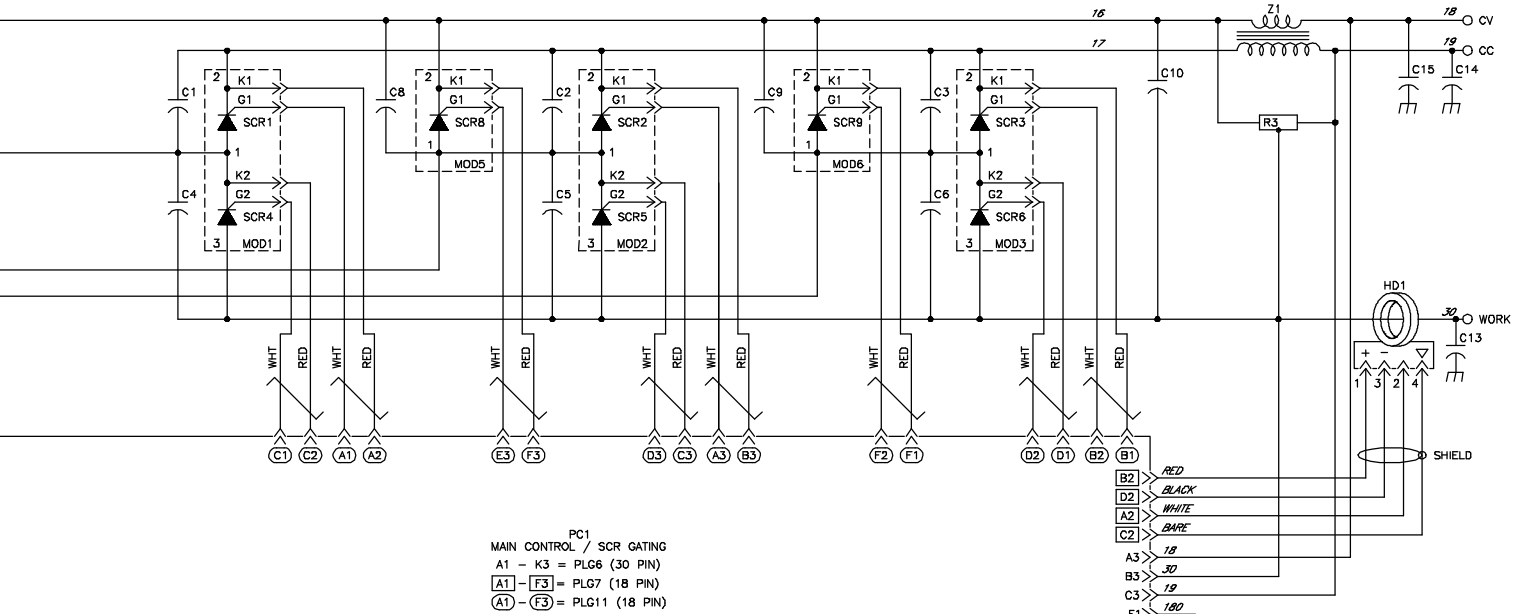 16
Z1
18
CV
17
19
CC
2
K1
G1
C1
SCR1
1
K2
G2
C4
SCR4
3
MOD1
C8
2
K1
G1
SCR8
1
MOD5
C2
2
K1
G1
SCR2
1
K2
G2
C5
SCR5
3
MOD2
C9
2
K1
G1
SCR9
1
MOD6
C3
2
K1
G1
SCR3
1
K2
G2
C6
SCR6
3
MOD3
C10
R3
C15
C14
HD1
30
WORK
C13
+ −
1 3 2 4
WHT RED WHT RED
WHT RED
WHT RED WHT RED
WHT RED
WHT RED WHT RED
C1 C2 A1 A2
E3 F3
D3 C3 A3 B3
F2 F1
D2 D1 B2 B1
SHIELD
B2 RED
D2 BLACK
A2 WHITE
C2 BARE
A3 18
B3 30
C3 19
E1 180
PC1
MAIN CONTROL / SCR GATING
A1 - K3 = PLG6 (30 PIN)
A1 - F3 = PLG7 (18 PIN)
A1 - F3 = PLG11 (18 PIN)